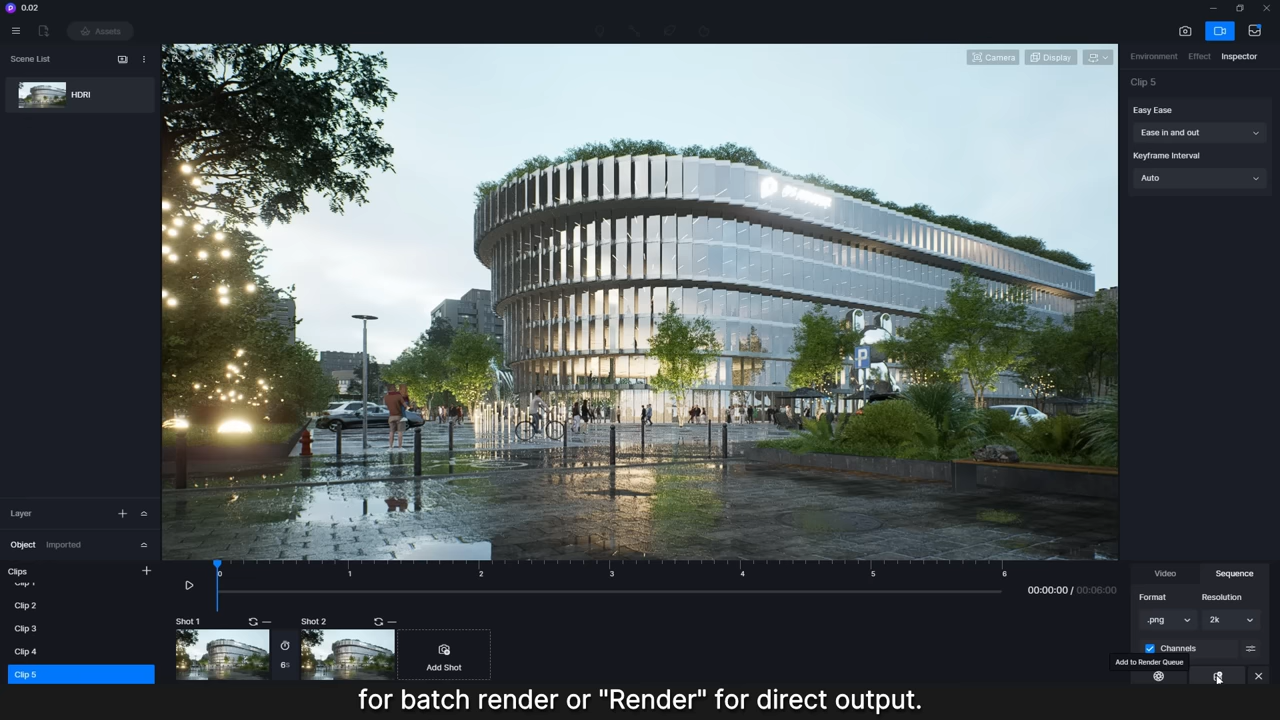 0.02
Assets
Scene List
HDRI
Camera
Display
Environment
Effect
Inspector
Clip 5
Easy Ease
Ease in and out
Keyframe Interval
Auto
P
Layer
Object
Imported
Clips
Clip 1
Clip 2
Clip 3
Clip 4
Clip 5
0
1
2
3
4
5
6
00:00:00 / 00:06:00
Shot 1
6s
Shot 2
Add Shot
Video
Sequence
Format
Resolution
.png
2k
Channels
Add to Render Queue
for batch render or "Render" for direct output.